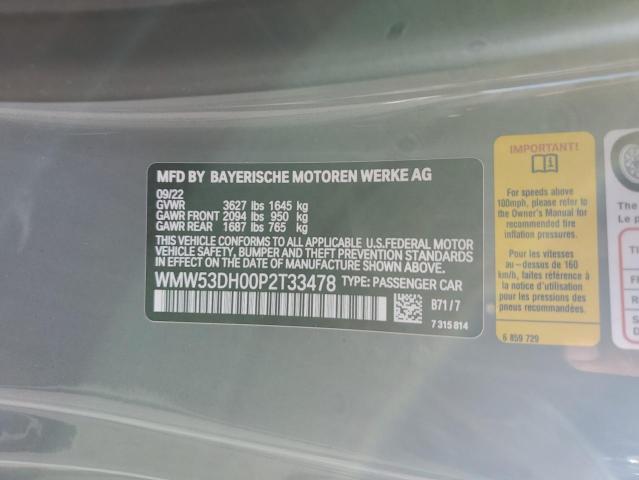 MFD BY BAYERISCHE MOTOREN WERKE AG
09/22
GVWR 3627 lbs 1645 kg
GAWR FRONT 2094 lbs 950 kg
GAWR REAR 1687 lbs 765 kg
THIS VEHICLE CONFORMS TO ALL APPLICABLE U.S.FEDERAL MOTOR
VEHICLE SAFETY, BUMPER AND THEFT PREVENTION STANDARDS
IN EFFECT ON THE DATE OF MANUFACTURE SHOWN ABOVE.
WMW53DH00P2T33478 TYPE: PASSENGER CAR
B71/7
7 315 814
IMPORTANT!
For speeds above
100mph, please refer to
the Owner's Manual for
recommended tire
inflation pressures.
Pour les vitesses
au-dessus de 160
km/h, faites référence à
la notice d'utilisation
pour les pressions des
pneus recommandées.
6 859 729
The
Le p